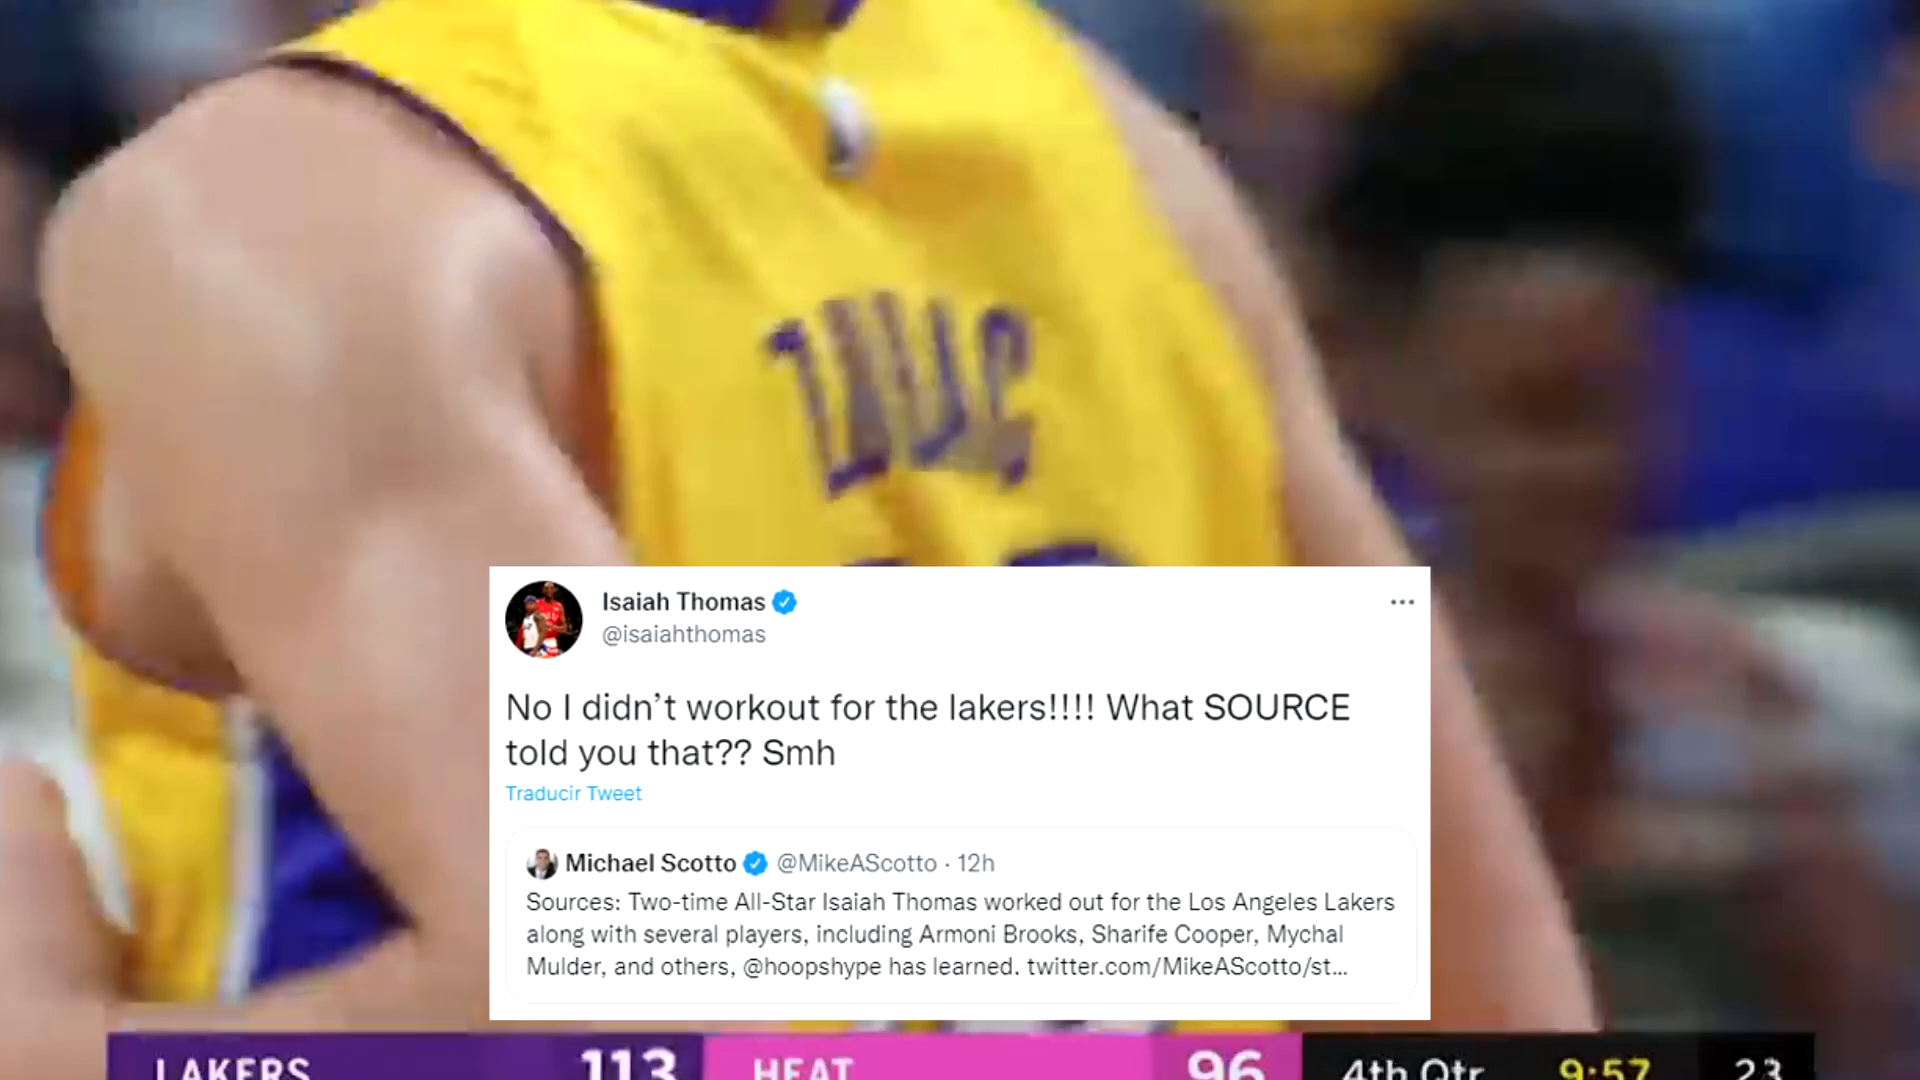 Isaiah Thomas
@isaiahthomas
No I didn’t workout for the lakers!!!! What SOURCE
told you that?? Smh
Traducir Tweet
Michael Scotto @MikeAScotto · 12h
Sources: Two-time All-Star Isaiah Thomas worked out for the Los Angeles Lakers
along with several players, including Armoni Brooks, Sharife Cooper, Mychal
Mulder, and others, @hoopshype has learned. twitter.com/MikeAScotto/st...
LAKERS 113 HEAT 96 4th Qtr 9:57 23